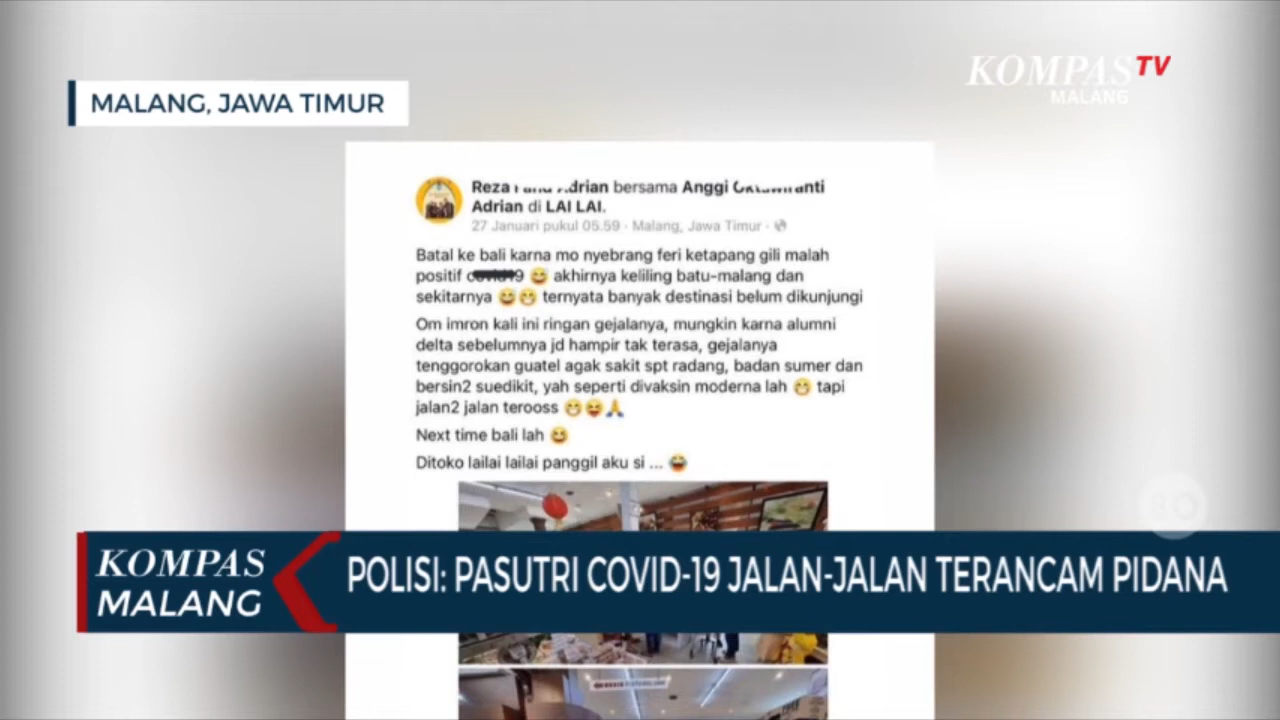 KOMPAS TV
MALANG
MALANG, JAWA TIMUR
Reza Adrian bersama Anggi
Adrian di LAI LAI.
27 Januari pukul 05.59 · Malang, Jawa Timur ·
Batal ke bali karna mo nyebrang feri ketapang gili malah
positif 😅 akhirnya keliling batu-malang dan
sekitarnya 😆😁 ternyata banyak destinasi belum dikunjungi
Om imron kali ini ringan gejalanya, mungkin karna alumni
delta sebelumnya jd hampir tak terasa, gejalanya
tenggorokan guatel agak sakit spt radang, badan sumer dan
bersin2 suedikit, yah seperti divaksin moderna lah 😁 tapi
jalan2 jalan terooss 😁😆🙏
Next time bali lah 😆
Ditoko lailai lailai panggil aku si ... 😂
KOMPAS
MALANG
POLISI: PASUTRI COVID-19 JALAN-JALAN TERANCAM PIDANA